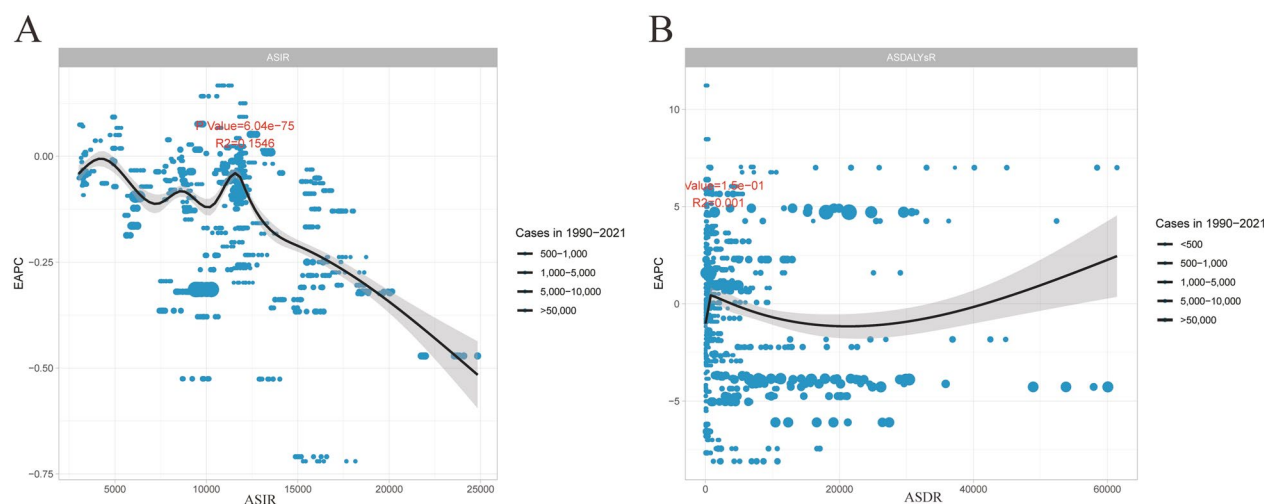 A
ASIR
P Value=6.04e−75
R2=0.1546
0.00
−0.25
−0.50
−0.75
EAPC
5000
10000
15000
20000
25000
ASIR
Cases in 1990−2021
500−1,000
1,000−5,000
5,000−10,000
>50,000
B
ASDALYsR
Value=1.5e−01
R2=0.001
10
5
0
−5
EAPC
0
20000
40000
60000
ASDR
Cases in 1990−2021
<500
500−1,000
1,000−5,000
5,000−10,000
>50,000